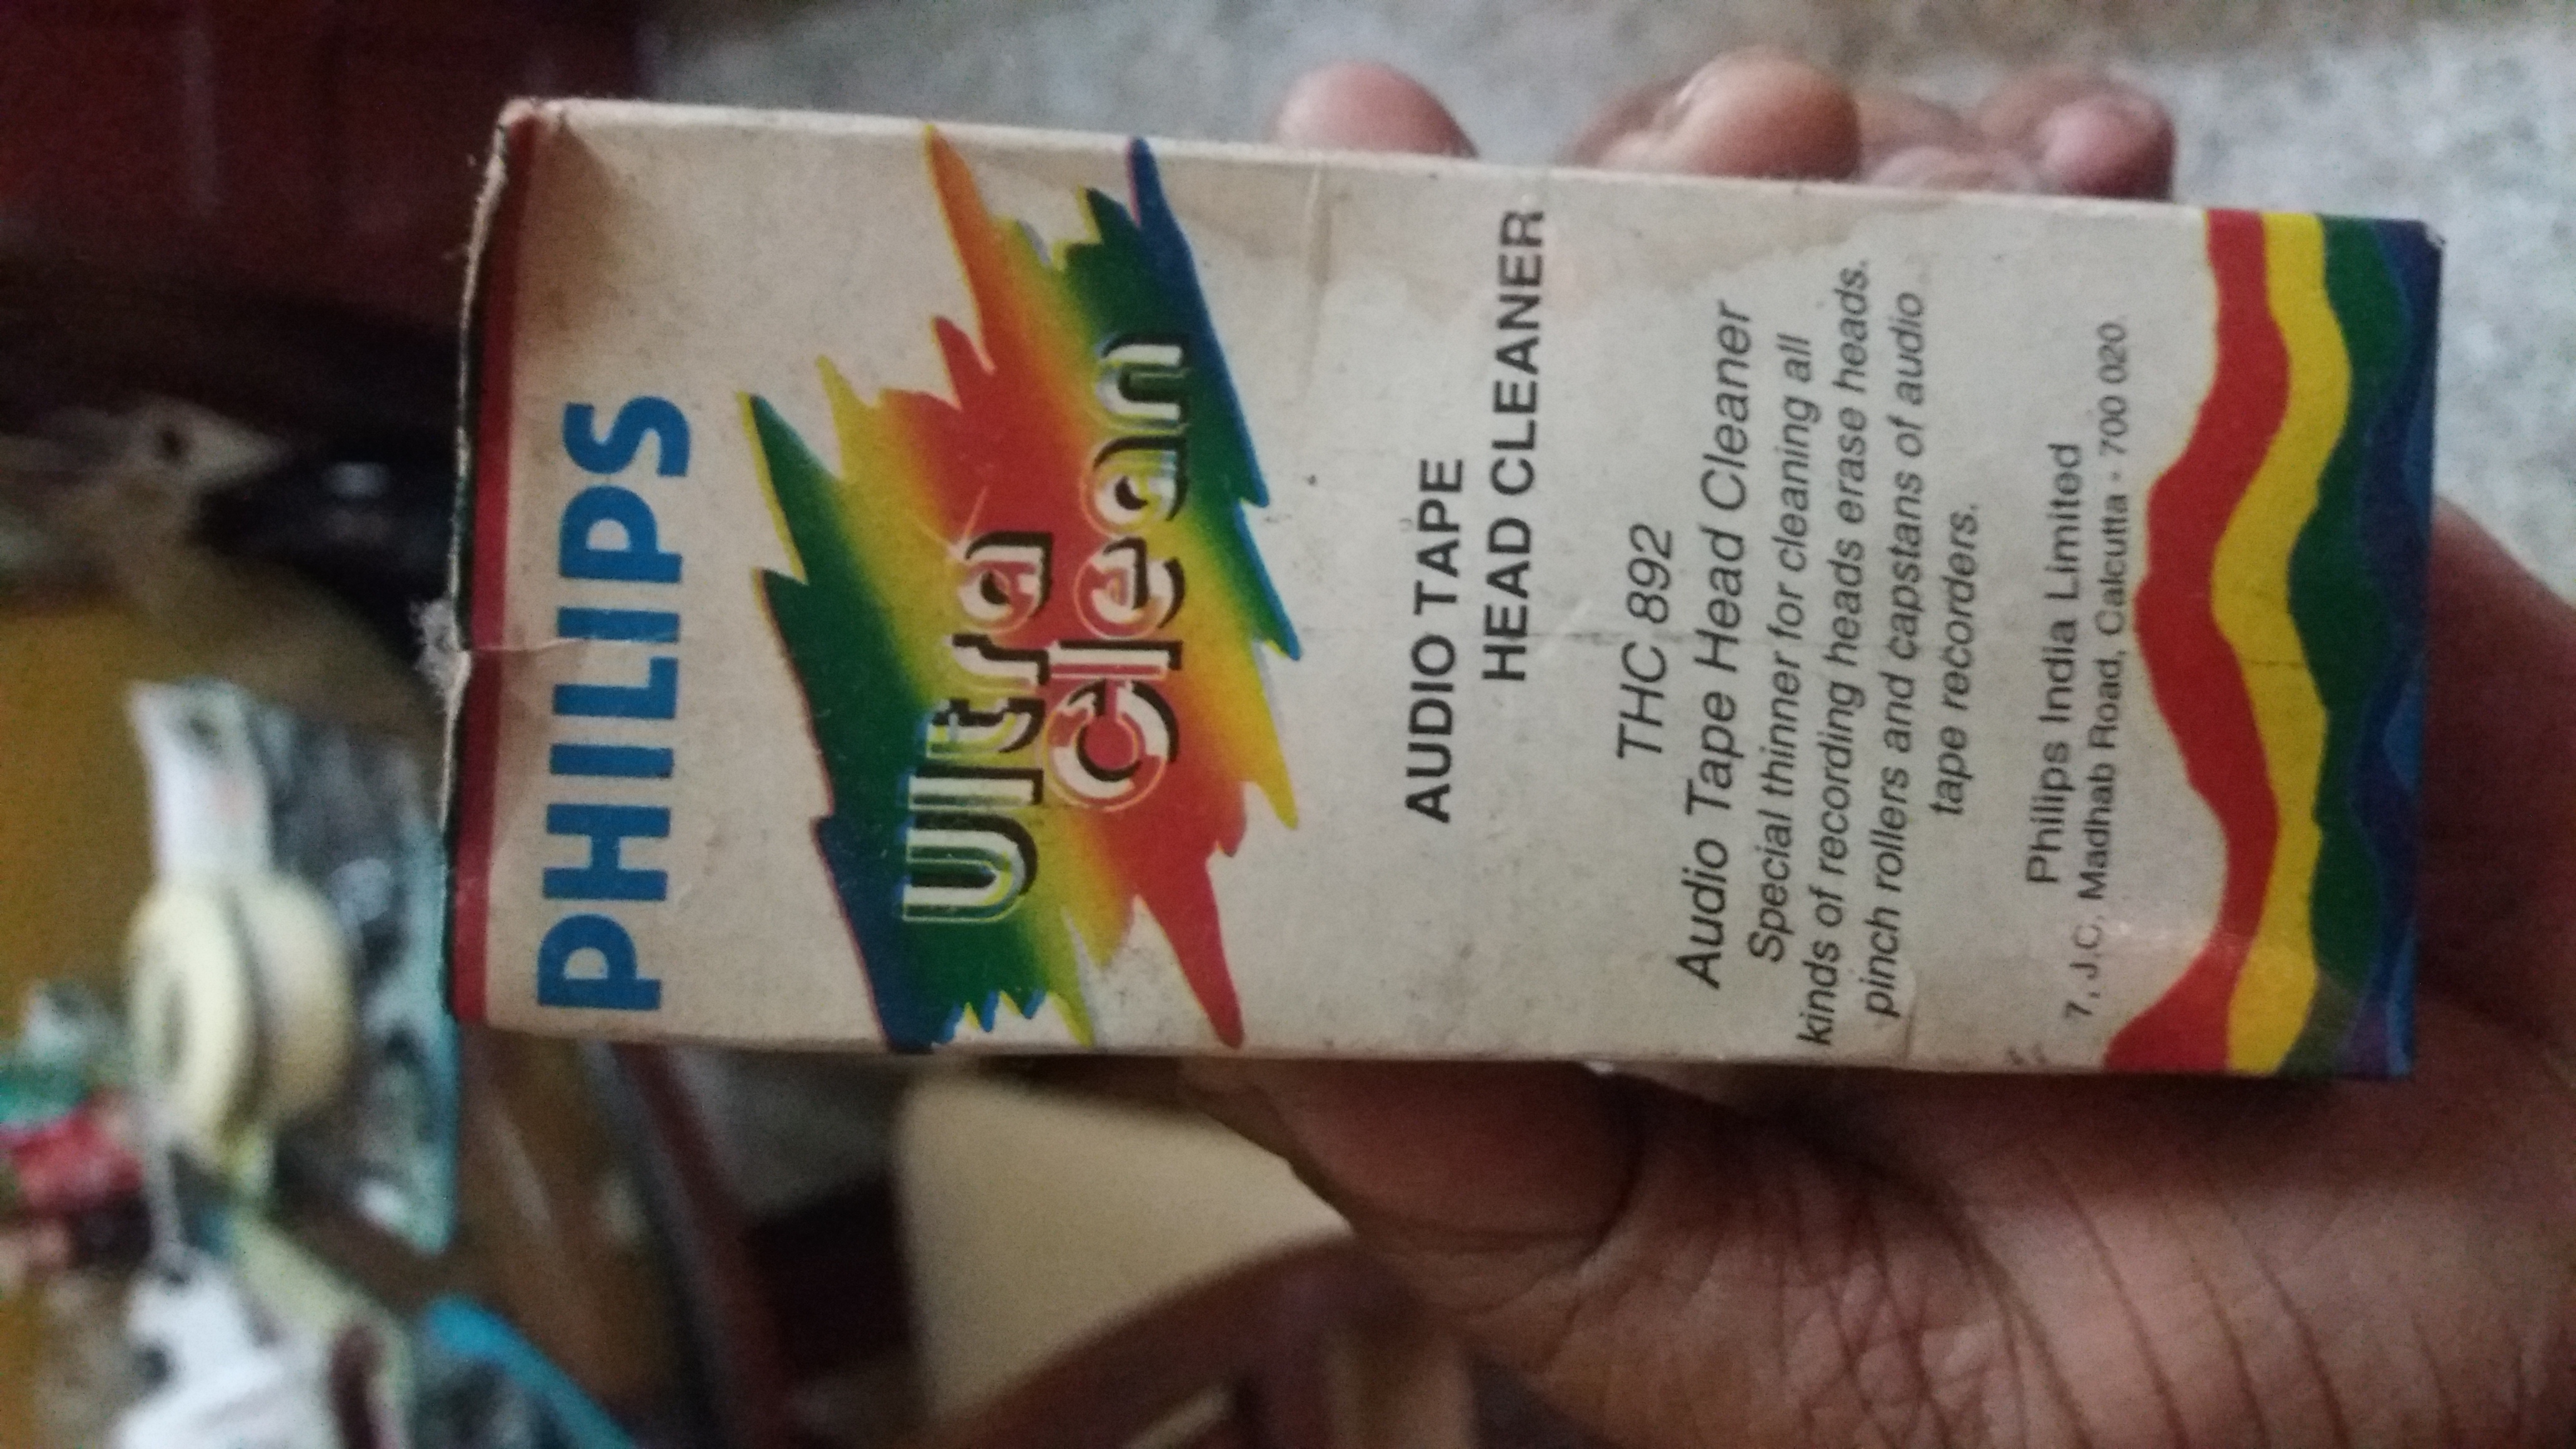 PHILIPS
Ultra
Clean
AUDIO TAPE
HEAD CLEANER
THC 892
Audio Tape Head Cleaner
Special thinner for cleaning all
kinds of recording heads erase heads.
pinch rollers and capstans of audio
tape recorders.
Philips India Limited
7, J.C. Madhab Road, Calcutta - 700 020